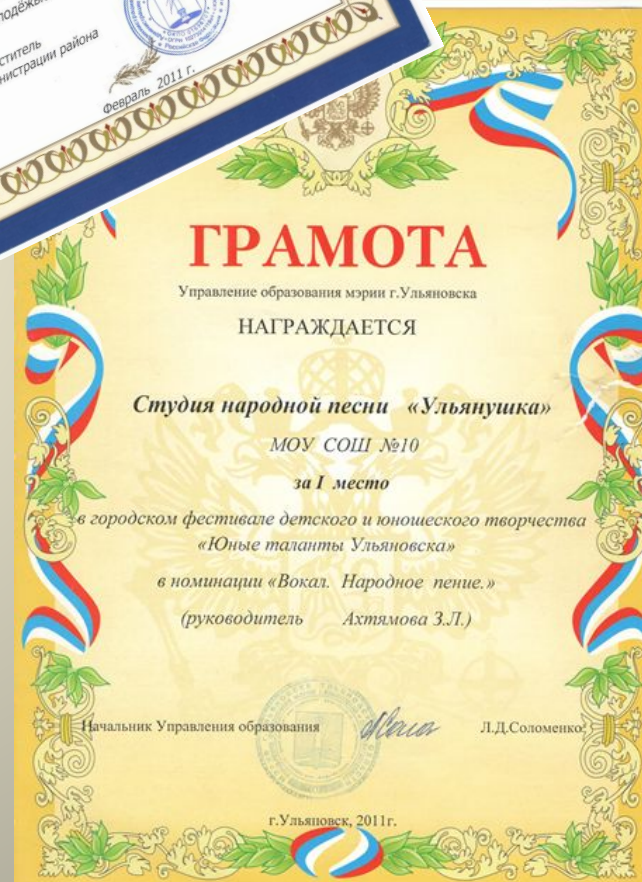 ститель
нистрации района
Февраль 2011 г.
ГРАМОТА
Управление образования мэрии г.Ульяновска
НАГРАЖДАЕТСЯ
Студия народной песни «Ульянушка»
МОУ СОШ №10
за I место
в городском фестивале детского и юношеского творчества
«Юные таланты Ульяновска»
в номинации «Вокал. Народное пение.»
(руководитель Ахтямова З.Л.)
Начальник Управления образования Л.Д.Соломенко
г.Ульяновск, 2011г.